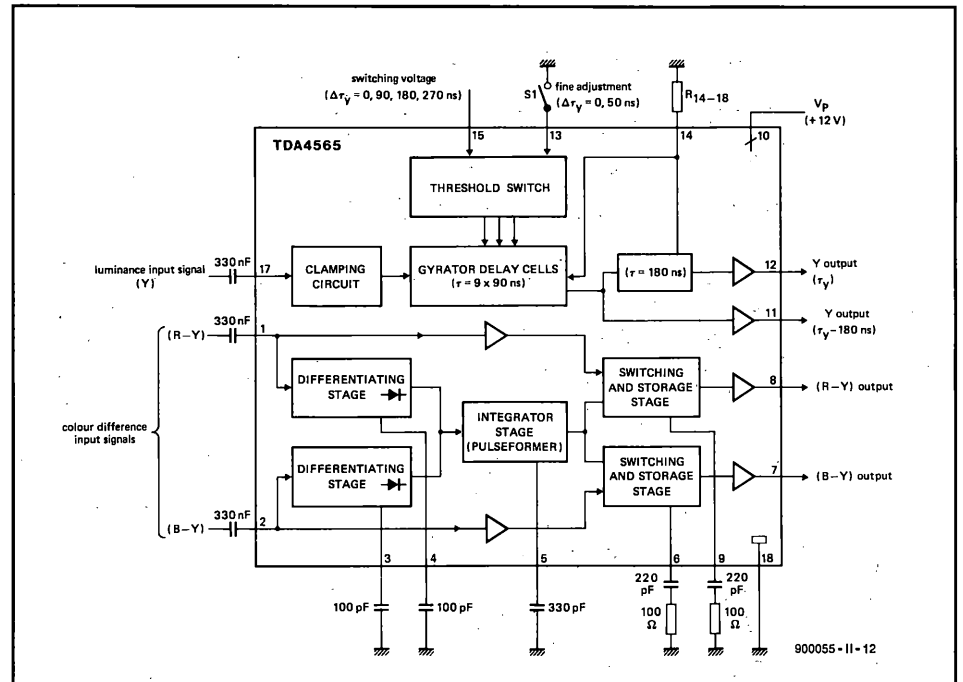 switching voltage
(Δτy = 0, 90, 180, 270 ns)
S1
fine adjustment
(Δτy = 0, 50 ns)
R14–18
VP
(+12 V)
15
13
14
10
TDA4565
THRESHOLD SWITCH
luminance input signal
(Y)
330 nF
17
CLAMPING
CIRCUIT
GYRATOR DELAY CELLS
(τ = 9 x 90 ns)
(τ = 180 ns)
12
Y output
(τy)
11
Y output
(τy–180 ns)
330 nF
(R–Y)
1
DIFFERENTIATING
STAGE
SWITCHING
AND STORAGE
STAGE
8
(R–Y) output
colour difference
input signals
INTEGRATOR
STAGE
(PULSEFORMER)
DIFFERENTIATING
STAGE
SWITCHING
AND STORAGE
STAGE
7
(B–Y) output
330 nF
(B–Y)
2
3
4
5
6
9
18
100 pF
100 pF
330 pF
220
pF
220
pF
100
Ω
100
Ω
900055 - II - 12